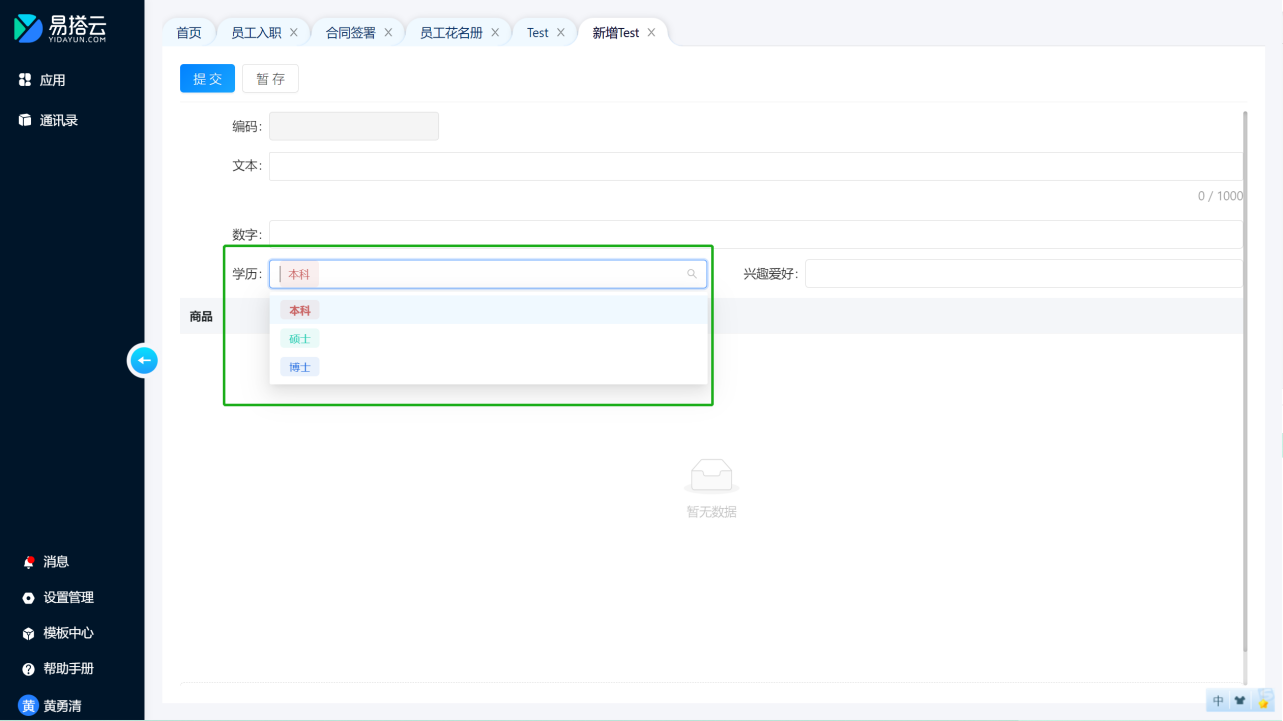 易搭云
YIDAYUN.COM
应用
通讯录
消息
设置管理
模板中心
帮助手册
黄 黄勇清
首页 员工入职 合同签署 员工花名册 Test 新增Test
提 交 暂 存
编码:
文本:
0 / 1000
数字:
学历: 本科 兴趣爱好:
商品
本科
硕士
博士
暂无数据
中